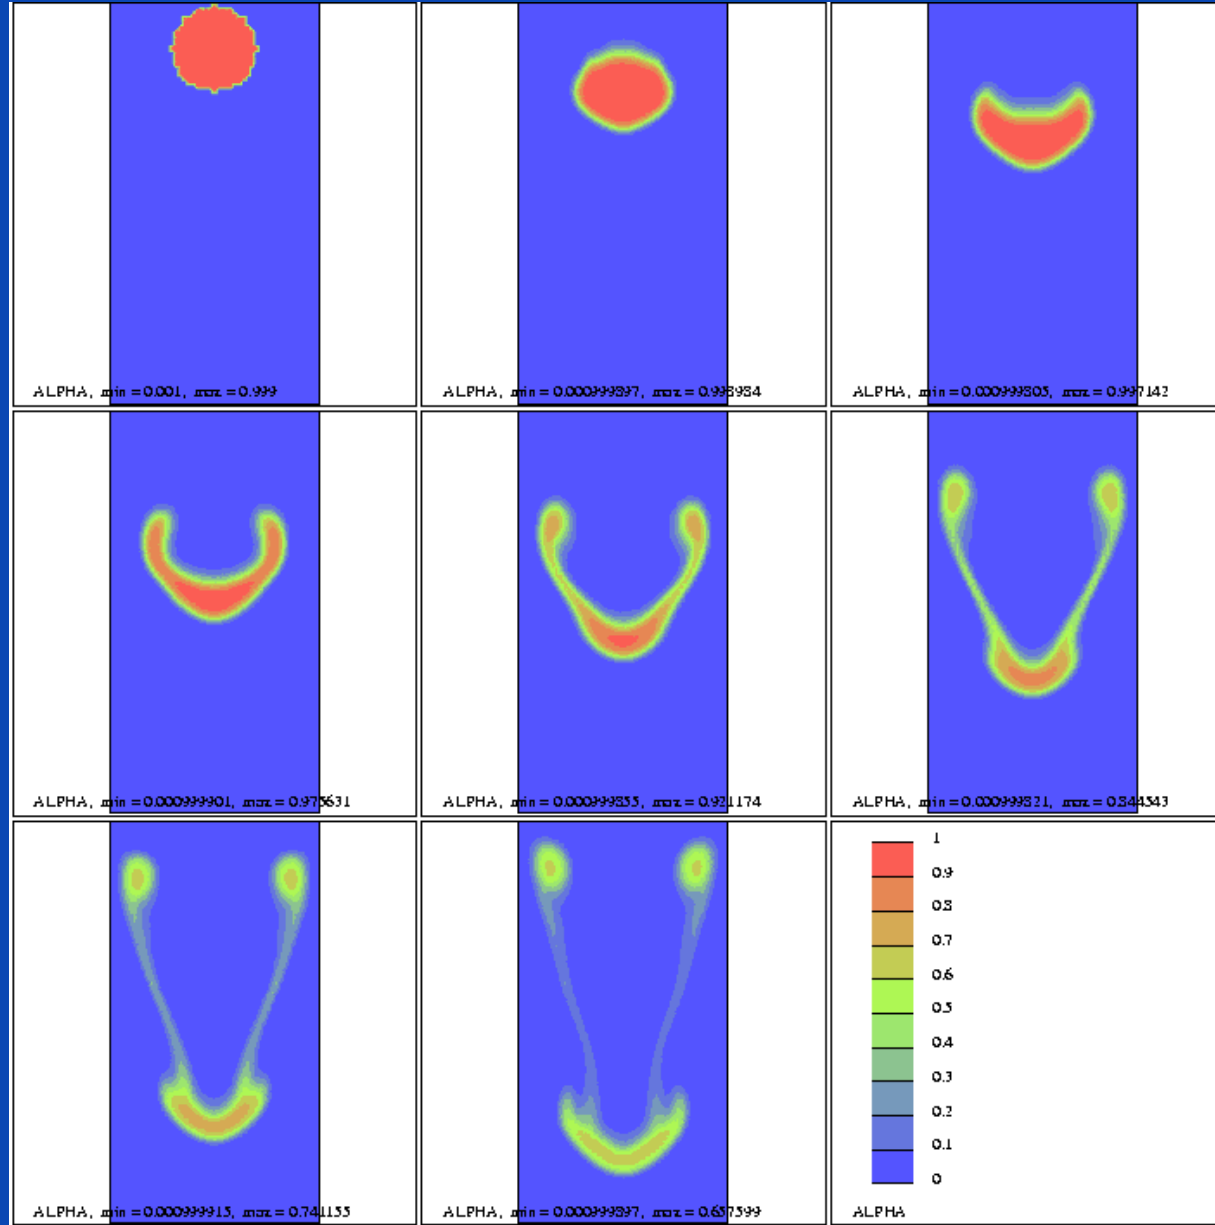 ALPHA, min = 0.001, max = 0.999
ALPHA, min = 0.000999897, max = 0.998984
ALPHA, min = 0.000999805, max = 0.997142
ALPHA, min = 0.000999901, max = 0.975631
ALPHA, min = 0.000999855, max = 0.921174
ALPHA, min = 0.000999821, max = 0.844543
ALPHA, min = 0.000999915, max = 0.741155
ALPHA, min = 0.000999897, max = 0.657599
1
0.9
0.8
0.7
0.6
0.5
0.4
0.3
0.2
0.1
0
ALPHA